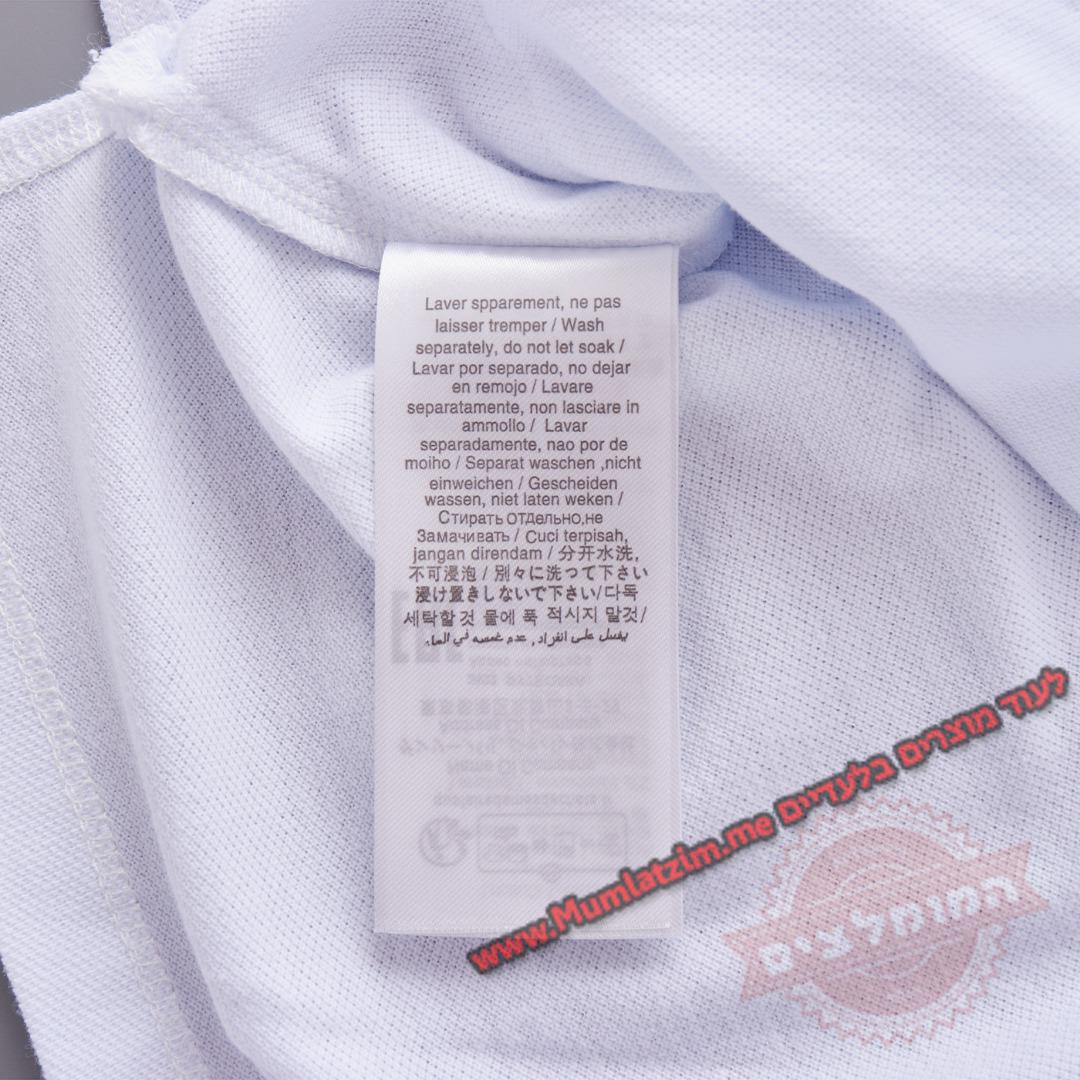 Laver spparement, ne pas
laisser tremper / Wash
separately, do not let soak /
Lavar por separado, no dejar
en remojo / Lavare
separatamente, non lasciare in
ammollo / Lavar
separadamente, nao por de
moiho / Separat waschen ,nicht
einweichen / Gescheiden
wassen, niet laten weken /
Стирать ОТДельНО,не
Замачивать / Cuci terpisah,
jangan direndam / 分开水洗,
不可浸泡 / 別々に洗つて下さい
浸け置きしないで下さい/다독
세탁할것 물에 푹 적시지 말것/
يغسل على انفراد, عدم غمسه في الماء
www.Mumlatzim.me לעוד מוצרים בלעדיים
המומלצים